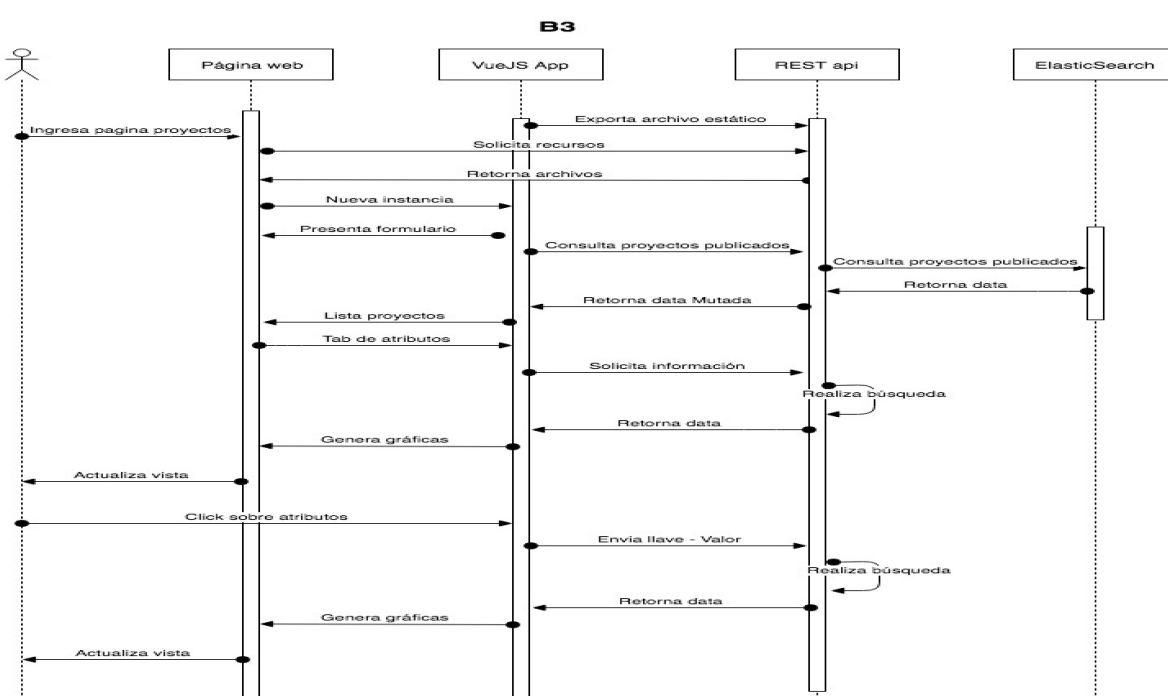 B3
Página web
VueJS App
REST api
ElasticSearch
Exporta archivo estático
Ingresa pagina proyectos
Solicita recursos
Retorna archivos
Nueva instancia
Presenta formulario
Consulta proyectos publicados
Consulta proyectos publicados
Retorna data
Retorna data Mutada
Lista proyectos
Tab de atributos
Solicita información
Realiza búsqueda
Retorna data
Genera gráficas
Actualiza vista
Click sobre atributos
Envia llave - Valor
Realiza búsqueda
Retorna data
Genera gráficas
Actualiza vista